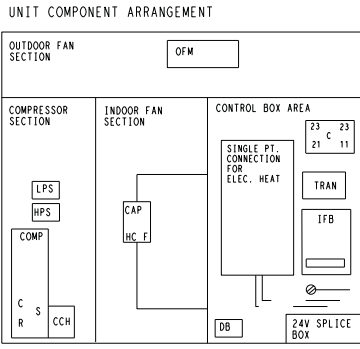 UNIT COMPONENT ARRANGEMENT
OUTDOOR FAN
SECTION
OFM
COMPRESSOR
SECTION
LPS
HPS
COMP
C
S
R
CCH
INDOOR FAN
SECTION
CAP
HC F
CONTROL BOX AREA
23 23
C
21 11
SINGLE PT.
CONNECTION
FOR
ELEC. HEAT
TRAN
IFB
DB
24V SPLICE
BOX